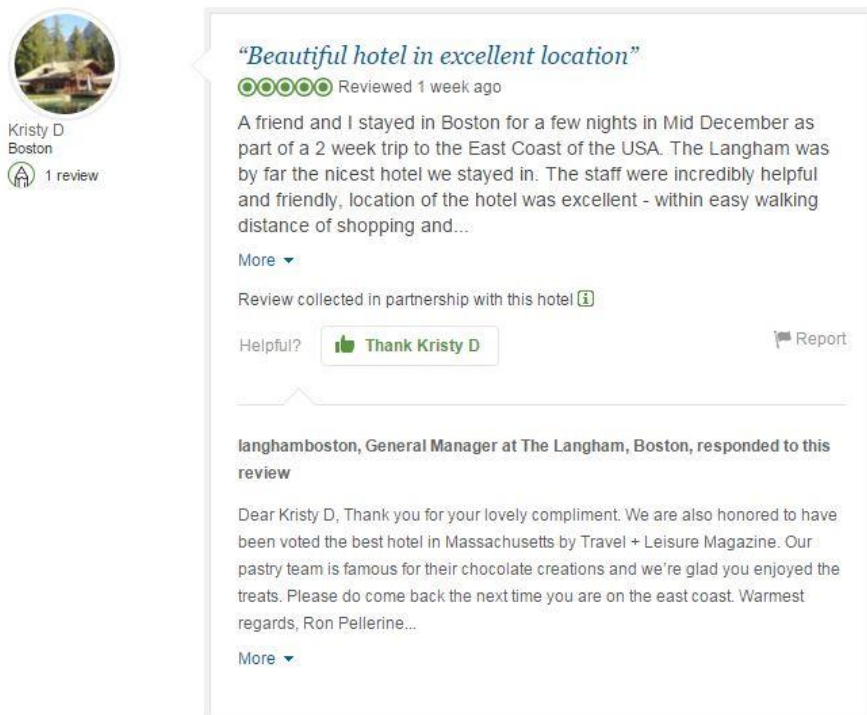 Kristy D
Boston
1 review
“Beautiful hotel in excellent location”
Reviewed 1 week ago
A friend and I stayed in Boston for a few nights in Mid December as
part of a 2 week trip to the East Coast of the USA. The Langham was
by far the nicest hotel we stayed in. The staff were incredibly helpful
and friendly, location of the hotel was excellent - within easy walking
distance of shopping and...
More
Review collected in partnership with this hotel i
Helpful? Thank Kristy D Report
langhamboston, General Manager at The Langham, Boston, responded to this
review
Dear Kristy D, Thank you for your lovely compliment. We are also honored to have
been voted the best hotel in Massachusetts by Travel + Leisure Magazine. Our
pastry team is famous for their chocolate creations and we’re glad you enjoyed the
treats. Please do come back the next time you are on the east coast. Warmest
regards, Ron Pellerine...
More